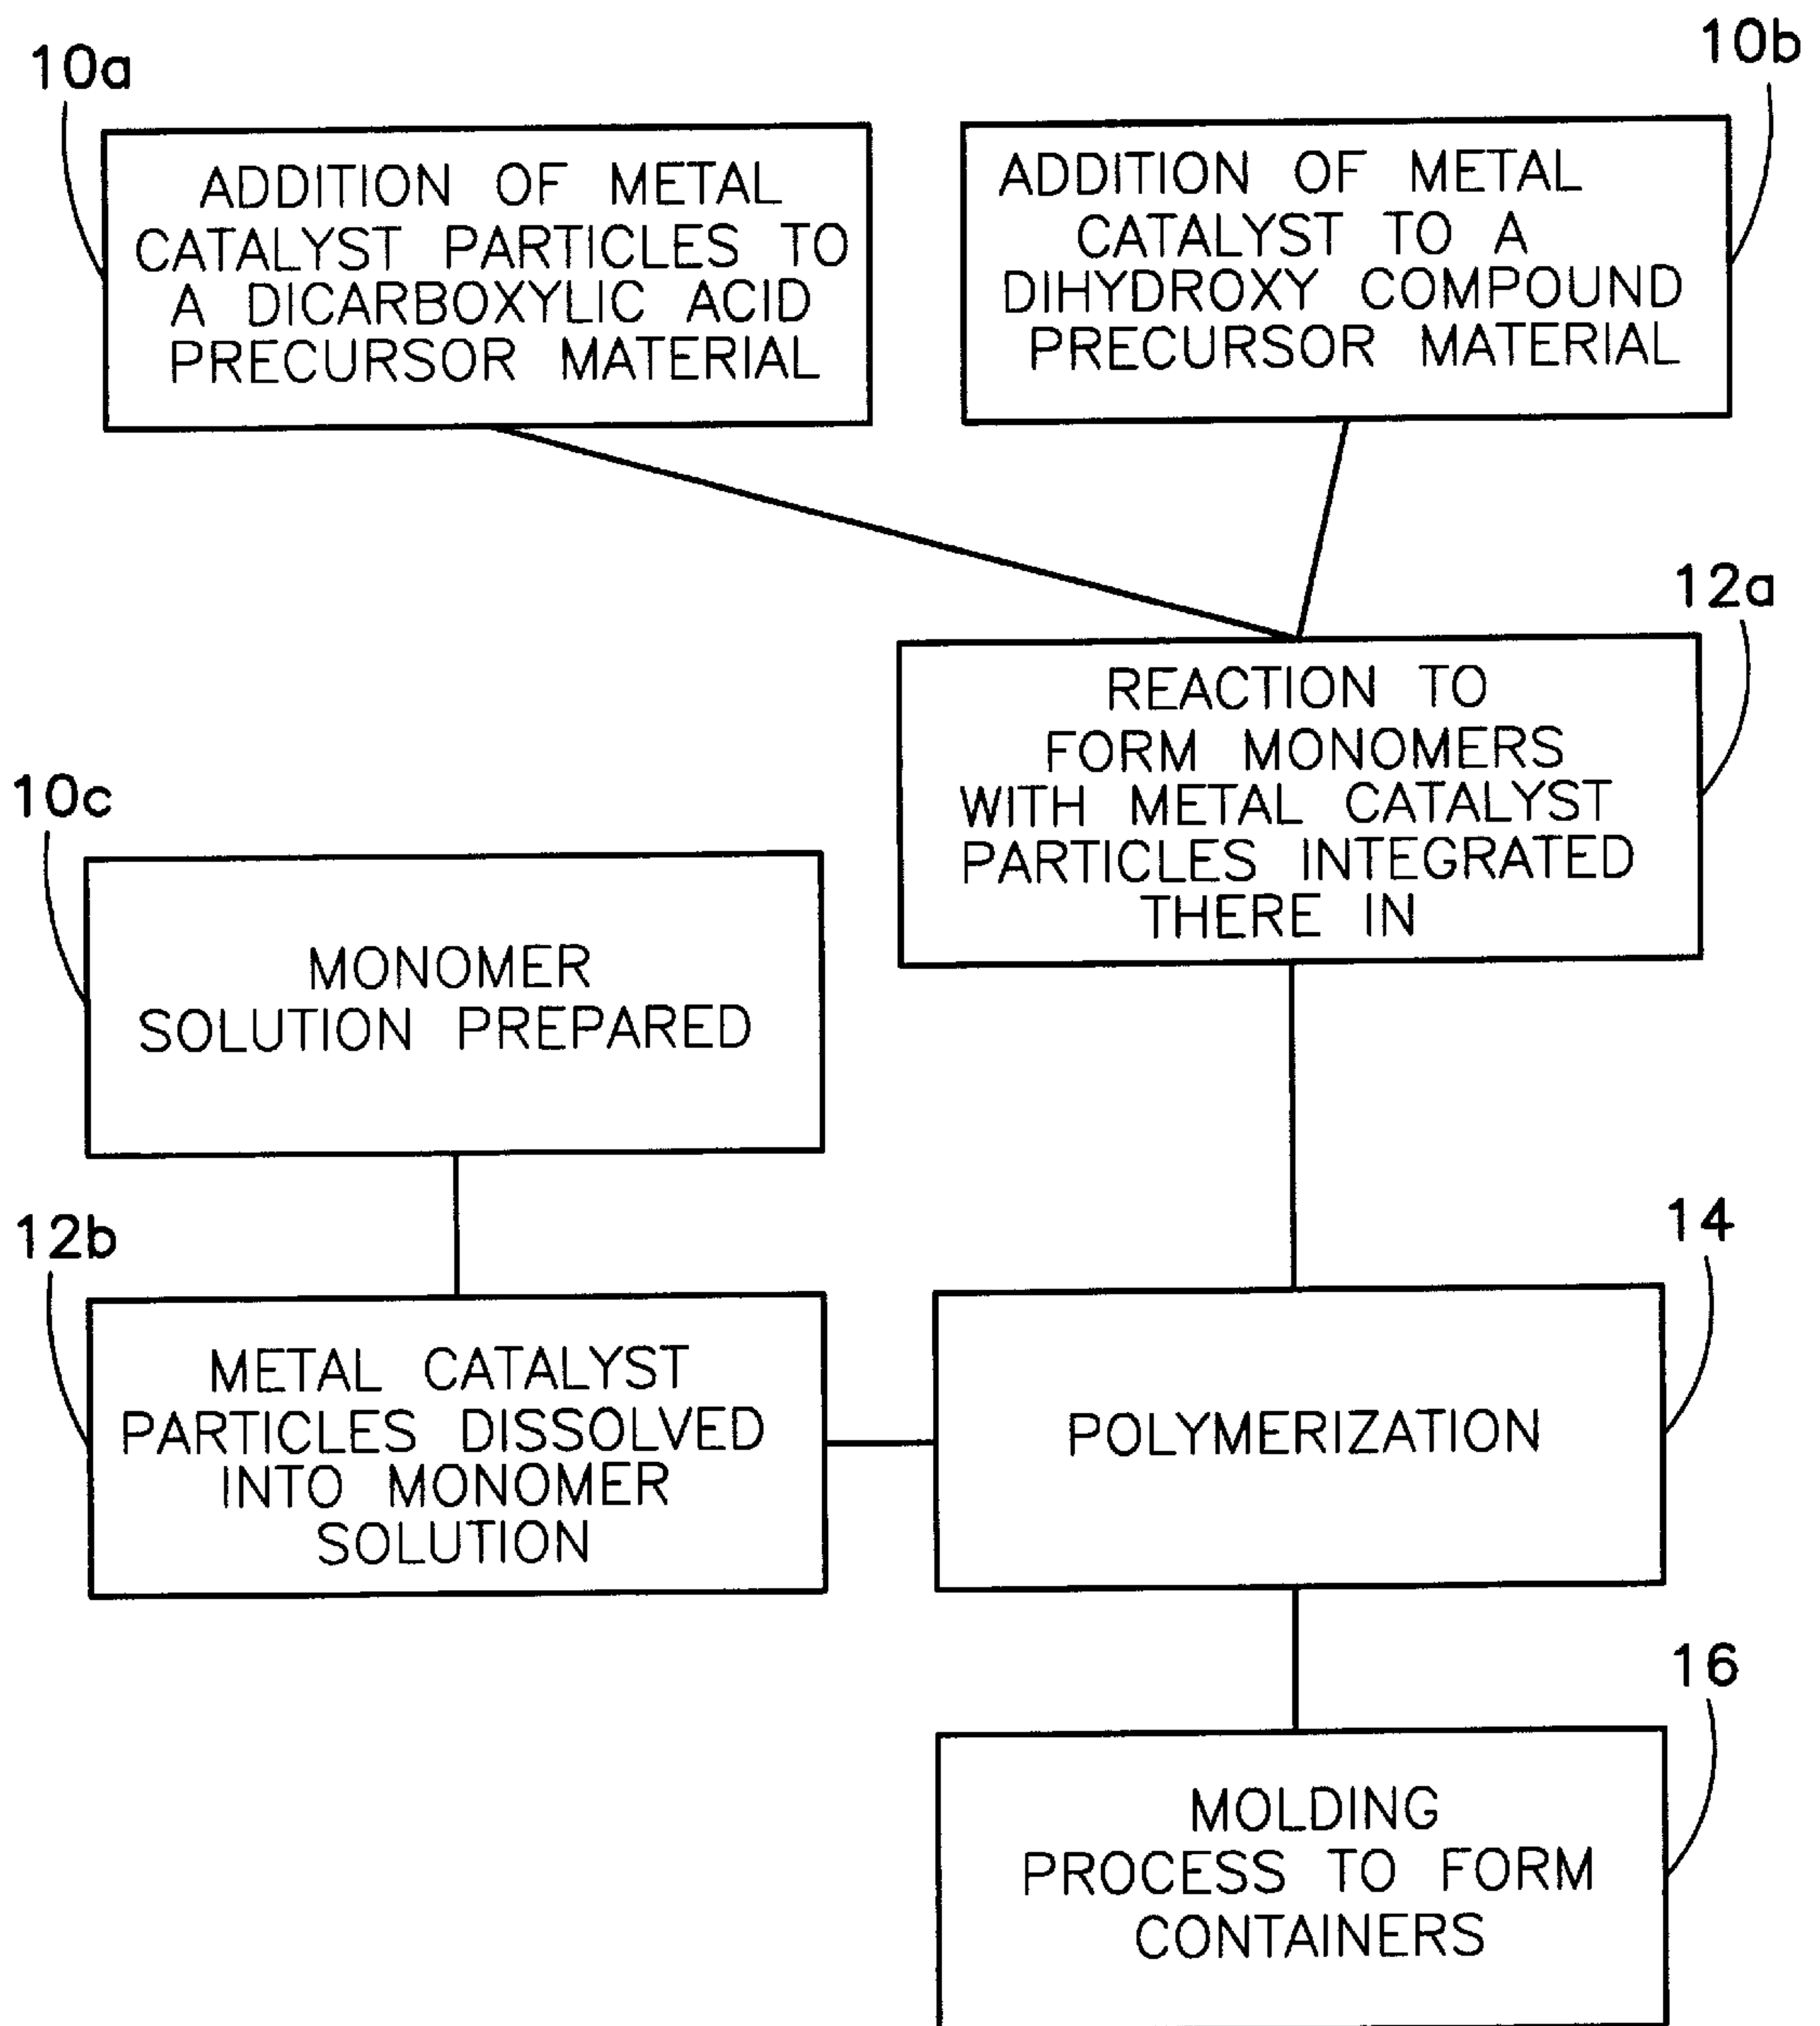 10a
ADDITION OF METAL
CATALYST PARTICLES TO
A DICARBOXYLIC ACID
PRECURSOR MATERIAL
10b
ADDITION OF METAL
CATALYST TO A
DIHYDROXY COMPOUND
PRECURSOR MATERIAL
12a
REACTION TO
FORM MONOMERS
WITH METAL CATALYST
PARTICLES INTEGRATED
THERE IN
10c
MONOMER
SOLUTION PREPARED
12b
METAL CATALYST
PARTICLES DISSOLVED
INTO MONOMER
SOLUTION
14
POLYMERIZATION
16
MOLDING
PROCESS TO FORM
CONTAINERS